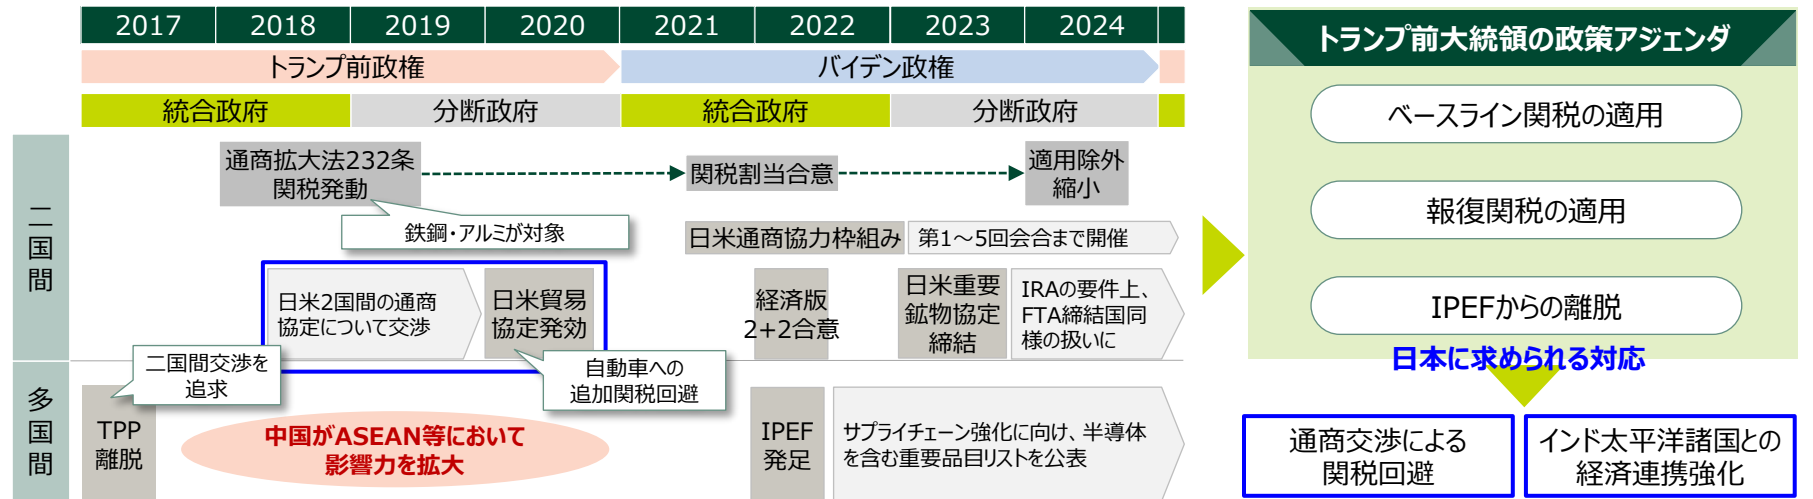 2017 2018 2019 2020 2021 2022 2023 2024
トランプ前政権 バイデン政権
統合政府 分断政府 統合政府 分断政府
二国間
通商拡大法232条
関税発動
関税割当合意
適用除外
縮小
鉄鋼・アルミが対象
日米通商協力枠組み
第1～5回会合まで開催
日米2国間の通商
協定について交渉
日米貿易
協定発効
経済版
2+2合意
日米重要
鉱物協定
締結
IRAの要件上、
FTA締結国同
様の扱いに
二国間交渉を
追求
自動車への
追加関税回避
多国間
TPP
離脱
中国がASEAN等において
影響力を拡大
IPEF
発足
サプライチェーン強化に向け、半導体
を含む重要品目リストを公表
トランプ前大統領の政策アジェンダ
ベースライン関税の適用
報復関税の適用
IPEFからの離脱
日本に求められる対応
通商交渉による
関税回避
インド太平洋諸国との
経済連携強化